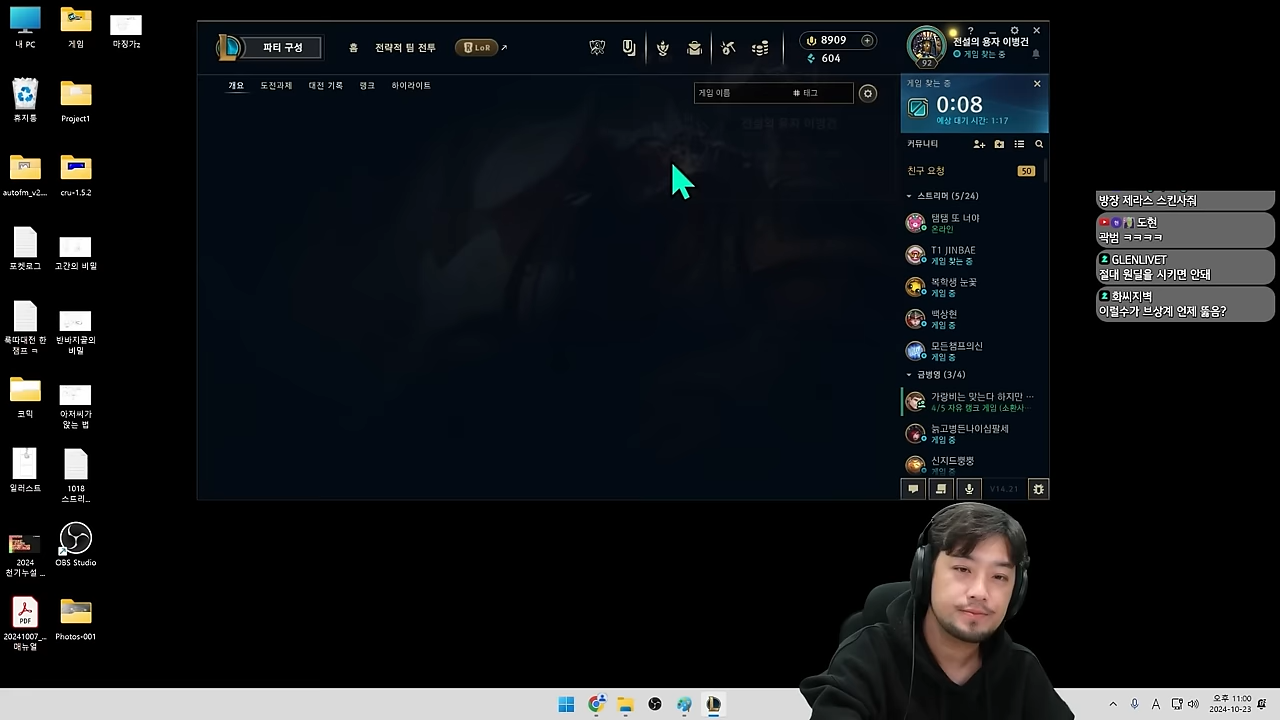 내 PC
게임
마징가z
휴지통
Project1
autofm_v2...
cru-1.5.2
포켓로그
고간의 비밀
반바지골의
비밀
코믹
아저씨가
앉는 법
일러스트
1018
스트리...
2024
천기누설 ...
OBS Studio
PDF
20241007_...
매뉴얼
Photos-001
파티 구성
홈
전략적 팀 전투
LoR
8909
604
92
전설의 용자 이병건
게임 찾는 중
개요
도전과제
대전 기록
랭크
하이라이트
게임 이름
# 태그
전설의 용자 이병건
게임 찾는 중
0:08
예상 대기 시간: 1:17
커뮤니티
친구 요청
50
스트리머 (5/24)
탬탬 또 너야
온라인
T1 JINBAE
게임 찾는 중
복학생 눈꽃
게임 중
백상현
게임 중
모든챔프의신
게임 중
금병영 (3/4)
가랑비는 맞는다 하지만 ...
4/5 자유 랭크 게임 (소환사...
늙고병든나이십팔세
게임 중
신지드뿡뿡
게임 중
V14.21
방장 제라스 스킨사줘
도현
곽범 ㅋㅋㅋㅋ
GLENLIVET
절대 원딜을 시키면 안돼
화씨지벽
이럴수가 브상계 언제 뚫음?
A
오후 11:00
2024-10-23